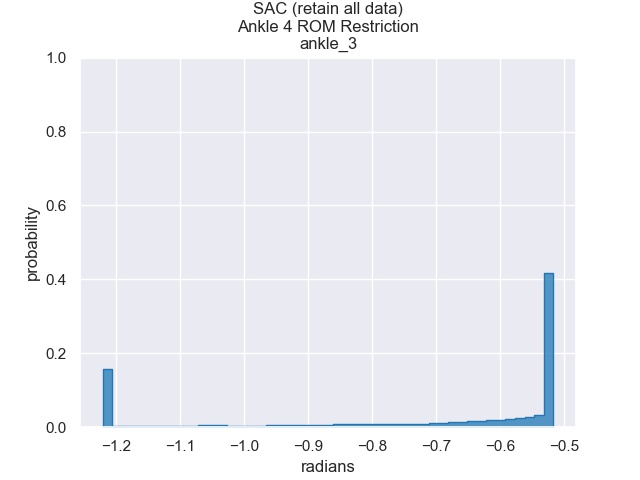 SAC (retain all data)
Ankle 4 ROM Restriction
ankle_3
1.0
0.8
0.6
0.4
0.2
0.0
probability
−1.2 −1.1 −1.0 −0.9 −0.8 −0.7 −0.6 −0.5
radians